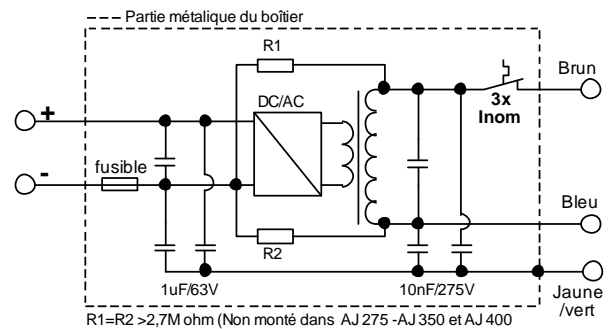 Partie métalique du boîtier
R1
Brun
DC/AC
3x
Inom
+
-
fusible
Bleu
R2
1uF/63V
10nF/275V
Jaune
/vert
R1=R2 >2,7M ohm (Non monté dans AJ 275 -AJ 350 et AJ 400